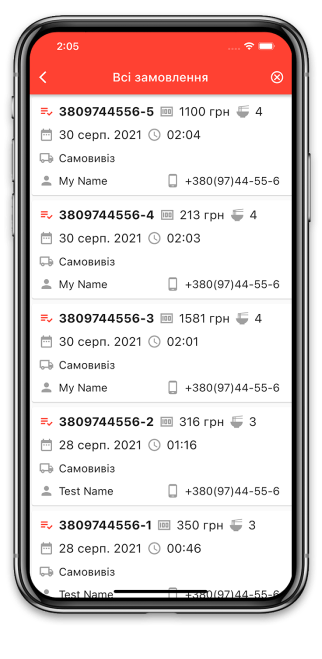 2:05
Всі замовлення
3809744556-5 1100 грн 4
30 серп. 2021 02:04
Самовивіз
My Name +380(97)44-55-6
3809744556-4 213 грн 4
30 серп. 2021 02:03
Самовивіз
My Name +380(97)44-55-6
3809744556-3 1581 грн 4
30 серп. 2021 02:01
Самовивіз
My Name +380(97)44-55-6
3809744556-2 316 грн 3
28 серп. 2021 01:16
Самовивіз
Test Name +380(97)44-55-6
3809744556-1 350 грн 3
28 серп. 2021 00:46
Самовивіз
Test Name +380(97)44-55-6